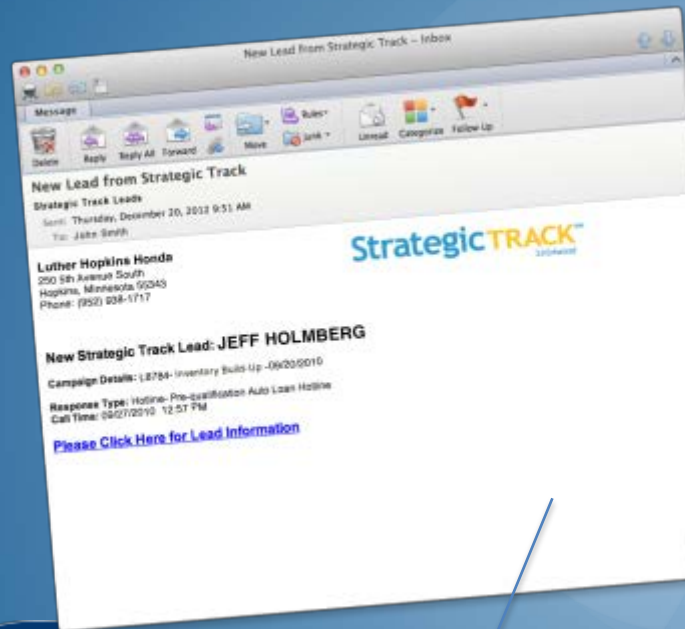 New Lead from Strategic Track – Inbox
Message
Delete
Reply
Reply All
Forward
Move
Rules
Junk
Unread
Categorize
Follow Up
New Lead from Strategic Track
Strategic Track Leads
Sent: Thursday, December 20, 2012 9:51 AM
To: John Smith
Luther Hopkins Honda
250 5th Avenue South
Hopkins, Minnesota 55343
Phone: (952) 938-1717
StrategicTRACK™
New Strategic Track Lead: JEFF HOLMBERG
Campaign Details: L8784- Inventory Build-Up -09/20/2010
Response Type: Hotline- Pre-qualification Auto Loan Hotline
Call Time: 09/27/2010 12:57 PM
Please Click Here for Lead Information